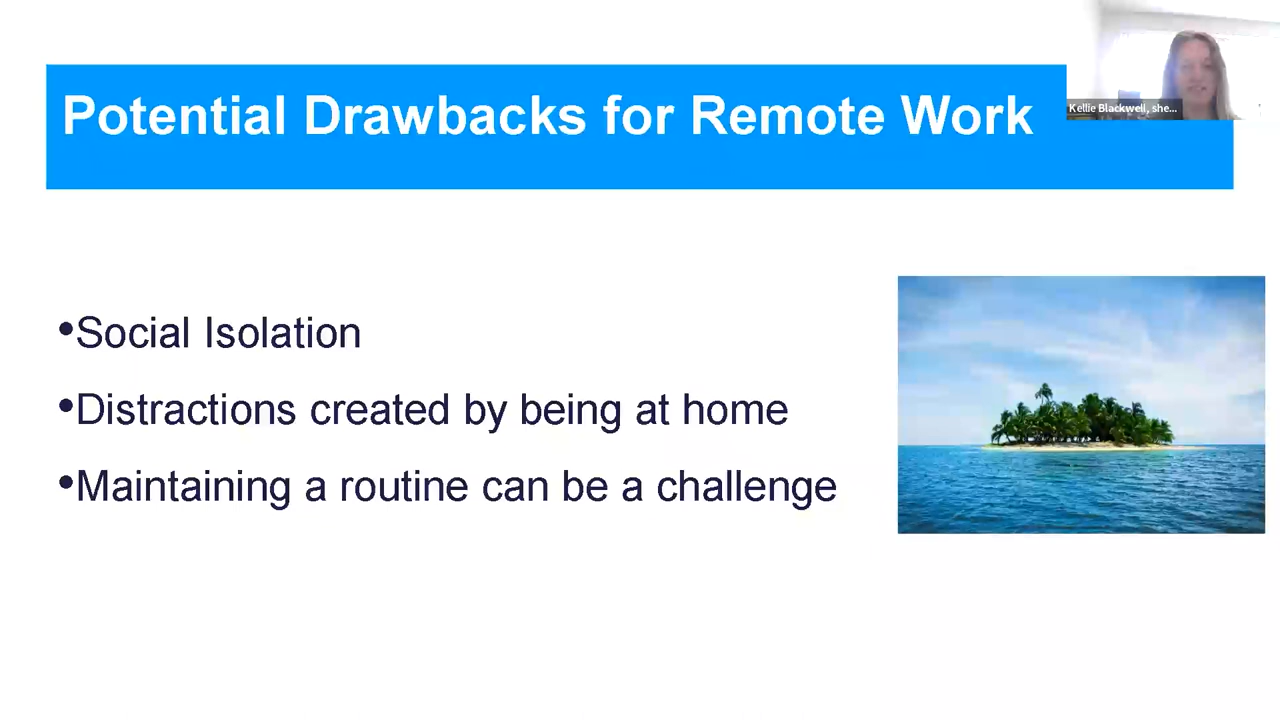 Potential Drawbacks for Remote Work
Kellie Blackwell, she...
•Social Isolation
•Distractions created by being at home
•Maintaining a routine can be a challenge